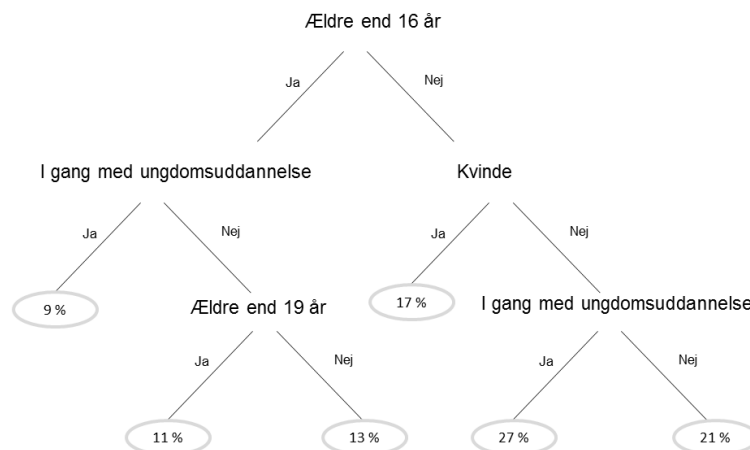 Ældre end 16 år
Ja
Nej
I gang med ungdomsuddannelse
Kvinde
Ja
Nej
Ja
Nej
9 %
Ældre end 19 år
17 %
I gang med ungdomsuddannelse
Ja
Nej
Ja
Nej
11 %
13 %
27 %
21 %